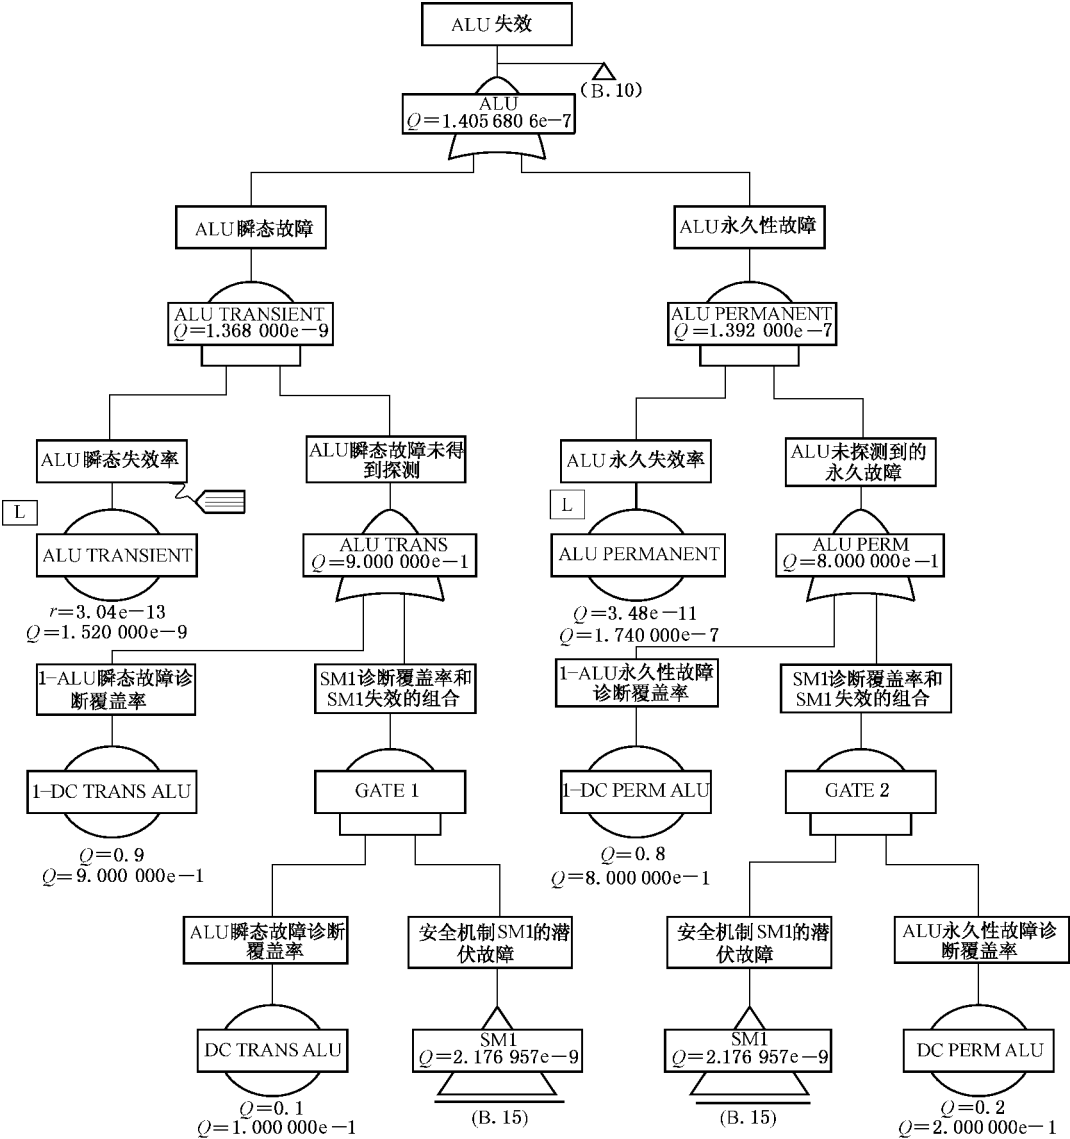 ALU 失效
(B.10)
ALU
Q=1.405 680 6e-7
ALU瞬态故障
ALU永久性故障
ALU TRANSIENT
Q=1.368 000e-9
ALU PERMANENT
Q=1.392 000e-7
ALU瞬态失效率
ALU瞬态故障未得
到探测
ALU永久失效率
ALU未探测到的
永久故障
L
L
ALU TRANSIENT
ALU TRANS
Q=9.000 000e-1
ALU PERMANENT
ALU PERM
Q=8.000 000e-1
r=3.04e-13
Q=1.520 000e-9
Q=3.48e-11
Q=1.740 000e-7
1-ALU瞬态故障诊
断覆盖率
SM1诊断覆盖率和
SM1失效的组合
1-ALU永久性故障
诊断覆盖率
SM1诊断覆盖率和
SM1失效的组合
1-DC TRANS ALU
GATE 1
1-DC PERM ALU
GATE 2
Q=0.9
Q=9.000 000e-1
Q=0.8
Q=8.000 000e-1
ALU瞬态故障诊断
覆盖率
安全机制SM1的潜
伏故障
安全机制SM1的潜
伏故障
ALU永久性故障诊
断覆盖率
DC TRANS ALU
SM1
Q=2.176 957e-9
SM1
Q=2.176 957e-9
DC PERM ALU
Q=0.1
Q=1.000 000e-1
(B.15)
(B.15)
Q=0.2
Q=2.000 000e-1